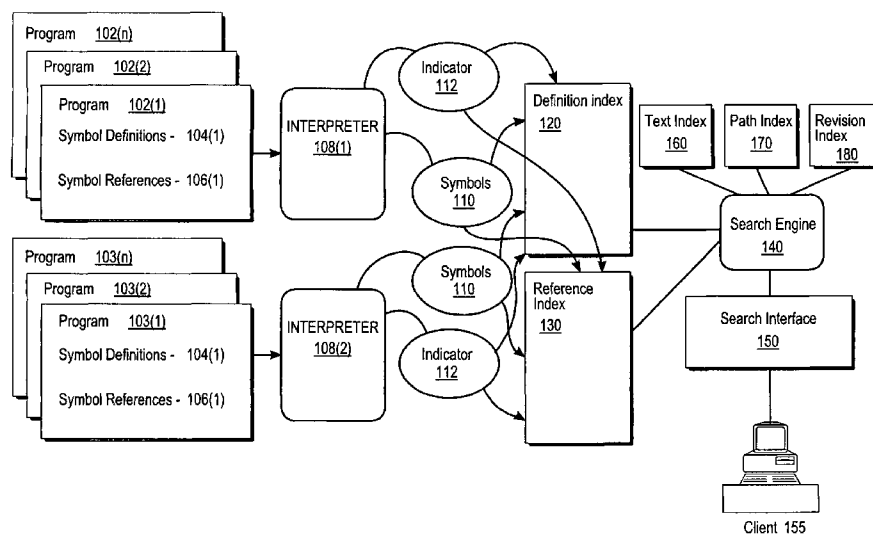 Program 102(n)
Program 102(2)
Program 102(1)
Symbol Definitions - 104(1)
Symbol References - 106(1)
INTERPRETER
108(1)
Indicator
112
Symbols
110
Definition index
120
Text Index
160
Path Index
170
Revision
Index
180
Search Engine
140
Program 103(n)
Program 103(2)
Program 103(1)
Symbol Definitions - 104(1)
Symbol References - 106(1)
INTERPRETER
108(2)
Symbols
110
Indicator
112
Reference
Index
130
Search Interface
150
Client 155